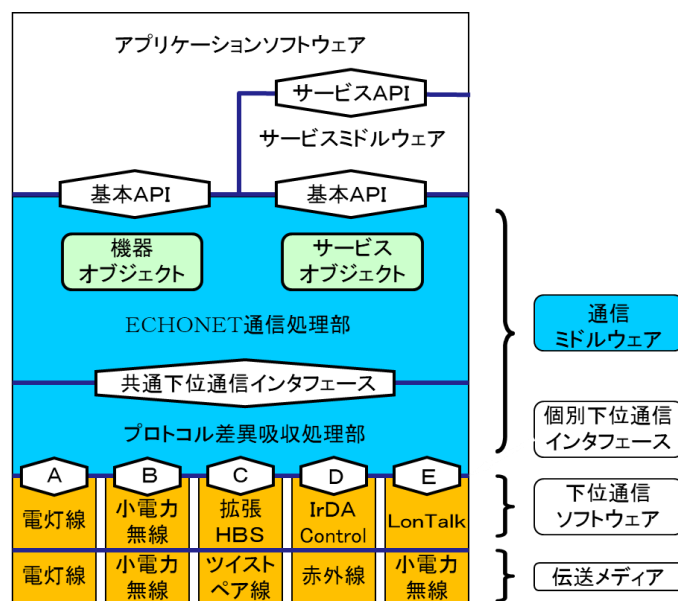 アプリケーションソフトウェア
サービスAPI
サービスミドルウェア
基本API
基本API
機器
オブジェクト
サービス
オブジェクト
ECHONET通信処理部
共通下位通信インタフェース
プロトコル差異吸収処理部
通信
ミドルウェア
個別下位通信
インタフェース
A
B
C
D
E
電灯線
小電力
無線
拡張
HBS
IrDA
Control
LonTalk
下位通信
ソフトウェア
電灯線
小電力
無線
ツイスト
ペア線
赤外線
小電力
無線
伝送メディア